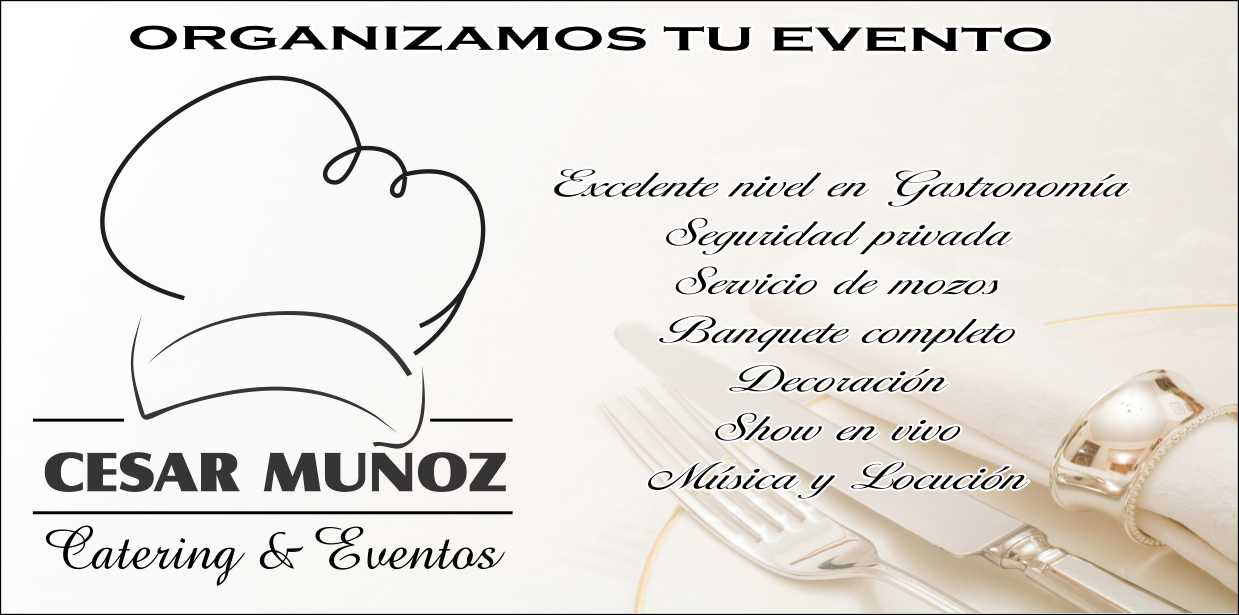 ORGANIZAMOS TU EVENTO
Excelente nivel en Gastronomía
Seguridad privada
Servicio de mozos
Banquete completo
Decoración
Show en vivo
Música y Locución
CESAR MUÑOZ
Catering & Eventos